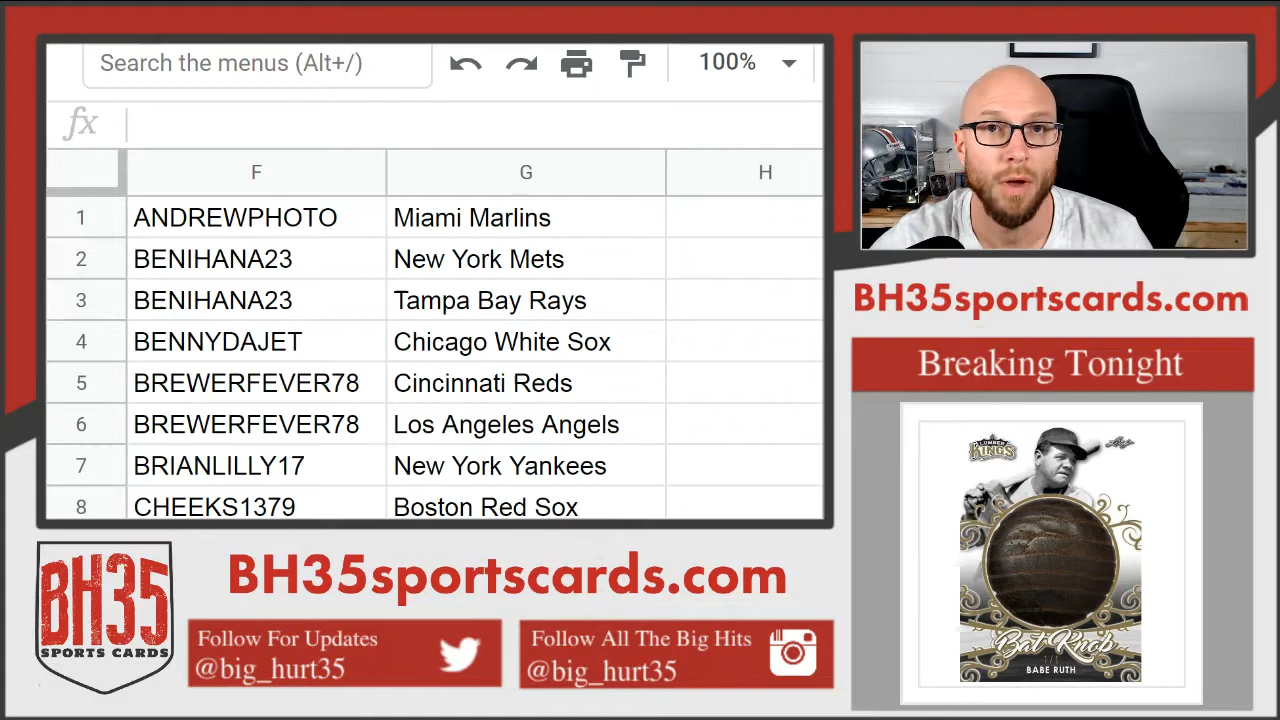 Search the menus (Alt+/)
100%
fx
F G H
1 ANDREWPHOTO Miami Marlins
2 BENIHANA23 New York Mets
3 BENIHANA23 Tampa Bay Rays
4 BENNYDAJET Chicago White Sox
5 BREWERFEVER78 Cincinnati Reds
6 BREWERFEVER78 Los Angeles Angels
7 BRIANLILLY17 New York Yankees
8 CHEEKS1379 Boston Red Sox
BH35sportscards.com
Breaking Tonight
LUMBER
KINGS
Leaf
Bat Knob
1/1
BABE RUTH
BH35
SPORTS CARDS
BH35sportscards.com
Follow For Updates
@big_hurt35
Follow All The Big Hits
@big_hurt35